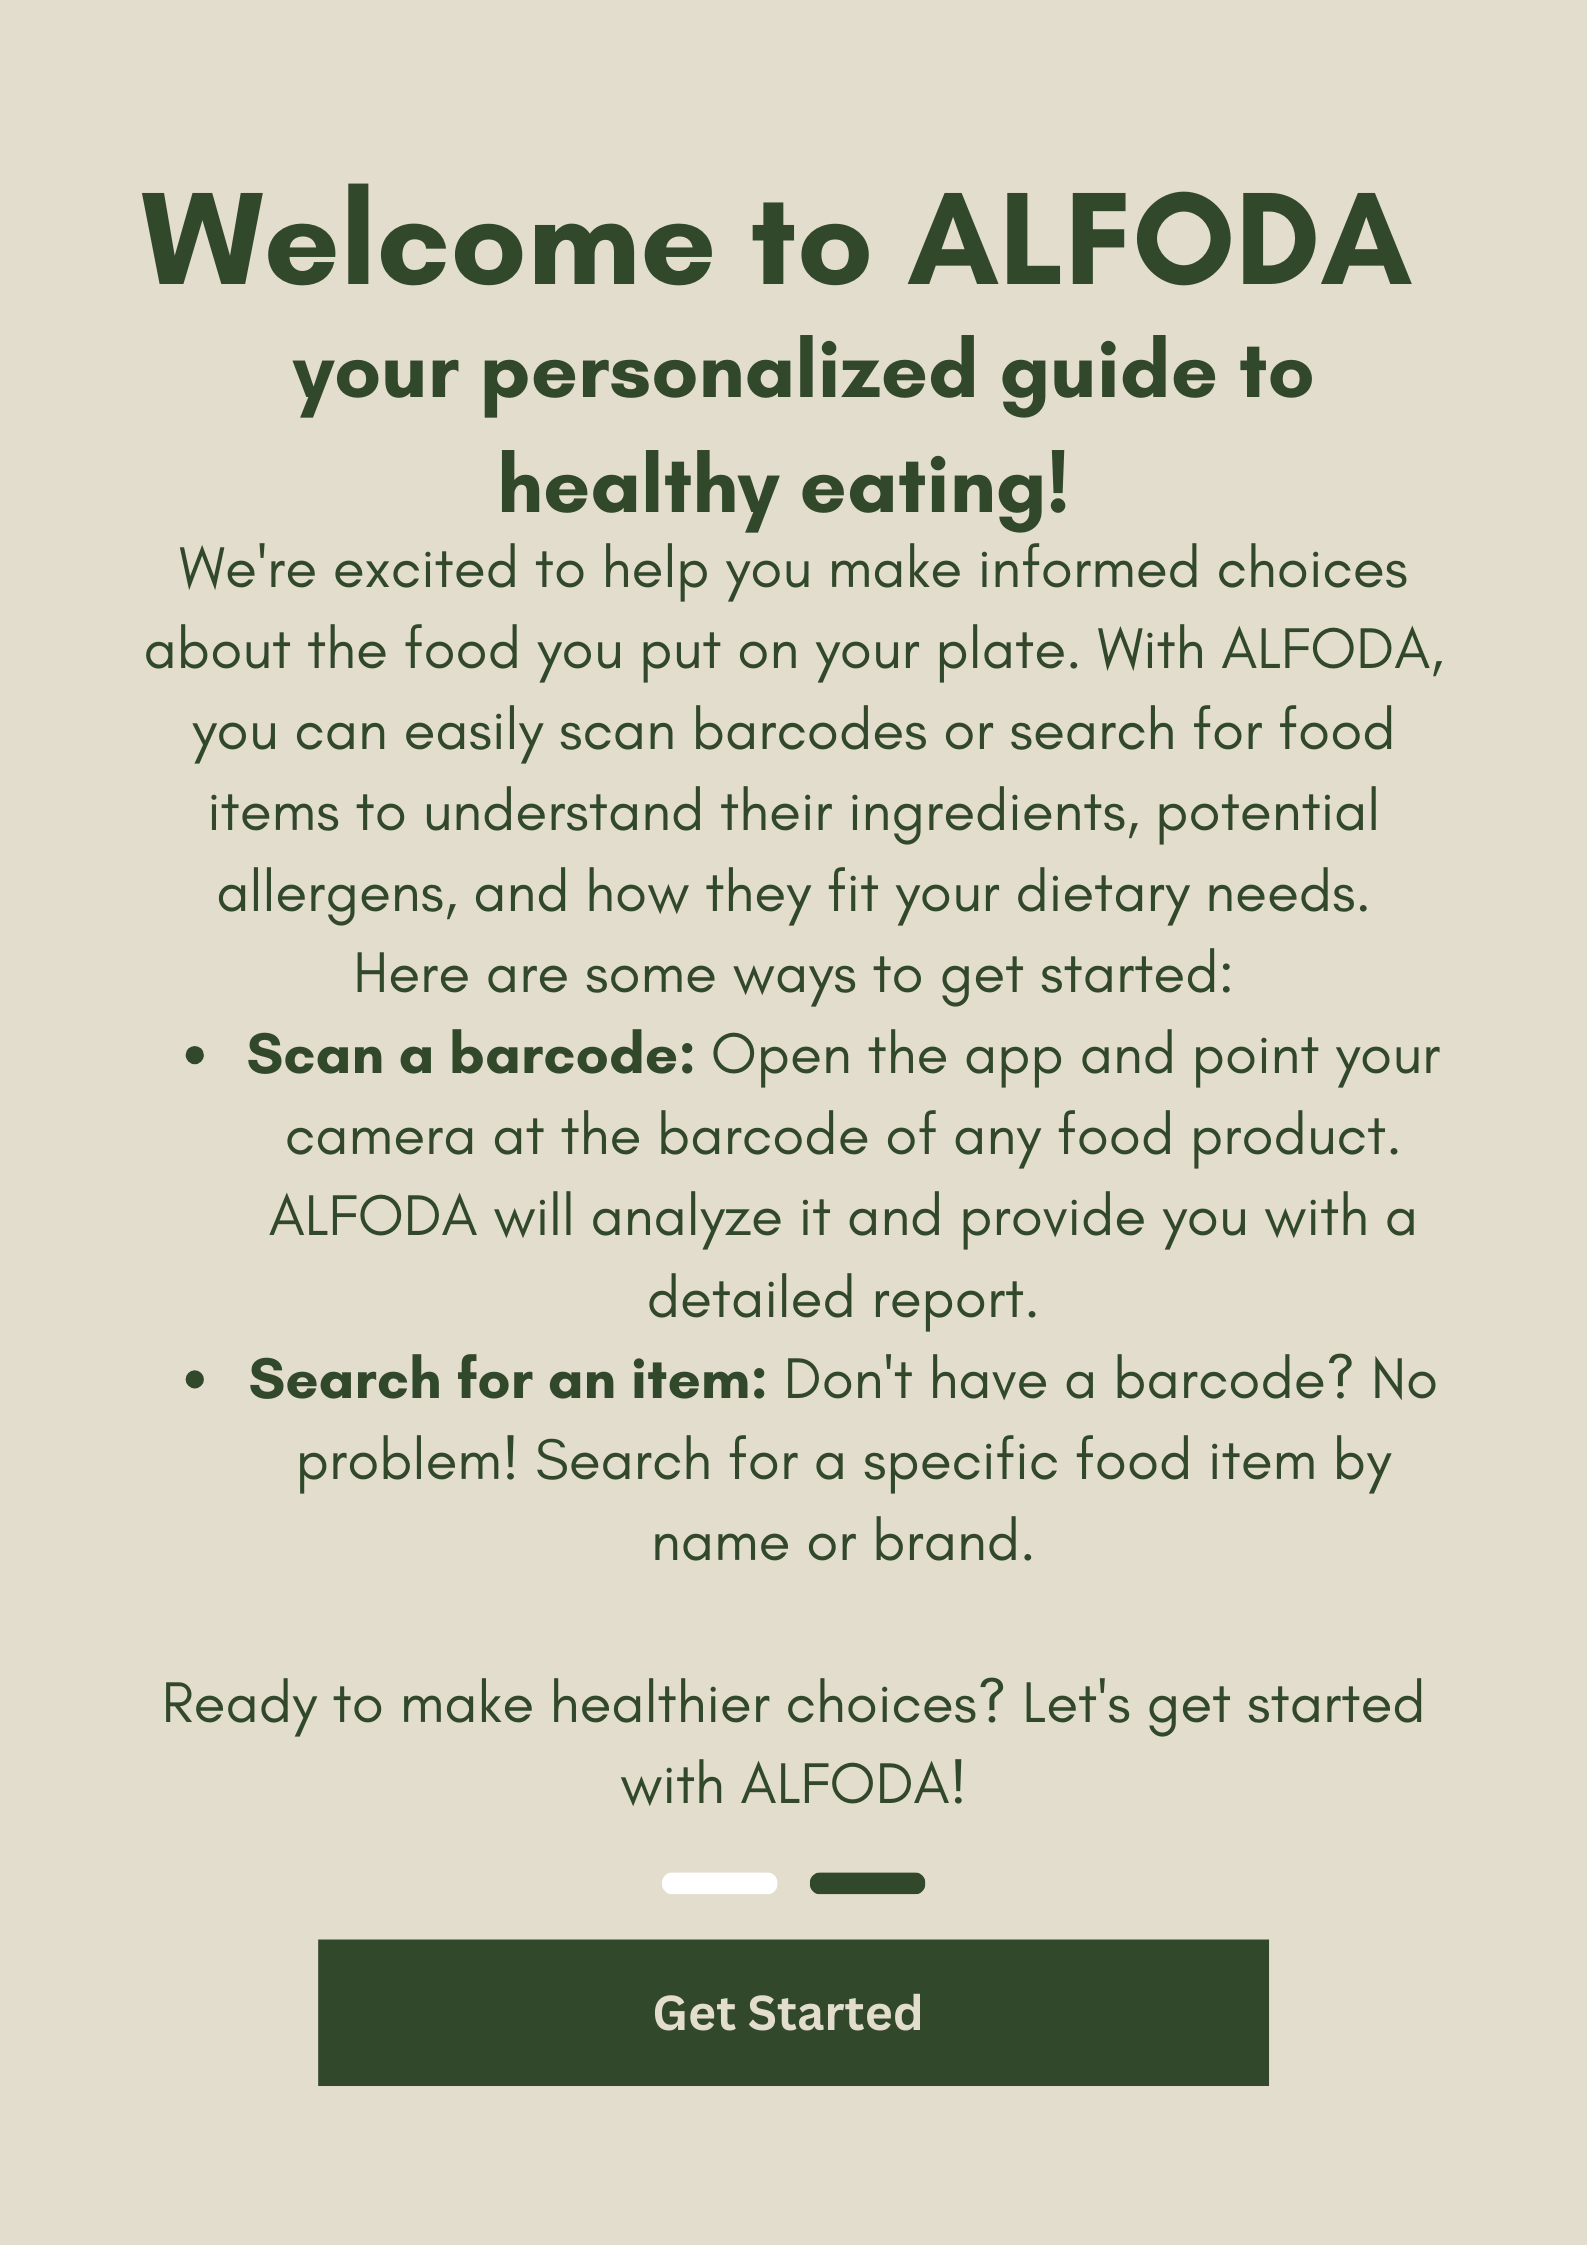 Welcome to ALFODA
your personalized guide to
healthy eating!
We're excited to help you make informed choices
about the food you put on your plate. With ALFODA,
you can easily scan barcodes or search for food
items to understand their ingredients, potential
allergens, and how they fit your dietary needs.
Here are some ways to get started:
• Scan a barcode: Open the app and point your
camera at the barcode of any food product.
ALFODA will analyze it and provide you with a
detailed report.
• Search for an item: Don't have a barcode? No
problem! Search for a specific food item by
name or brand.
Ready to make healthier choices? Let's get started
with ALFODA!
Get Started